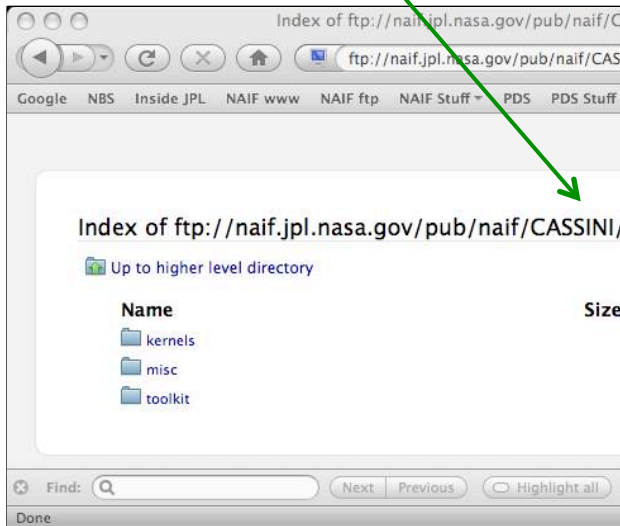 Index of ftp://naif.jpl.nasa.gov/pub/naif/C
ftp://naif.jpl.nasa.gov/pub/naif/CAS
Google NBS Inside JPL NAIF www NAIF ftp NAIF Stuff PDS PDS Stuff
Index of ftp://naif.jpl.nasa.gov/pub/naif/CASSINI/
Up to higher level directory
Name Size
kernels
misc
toolkit
Find: Next Previous Highlight all
Done